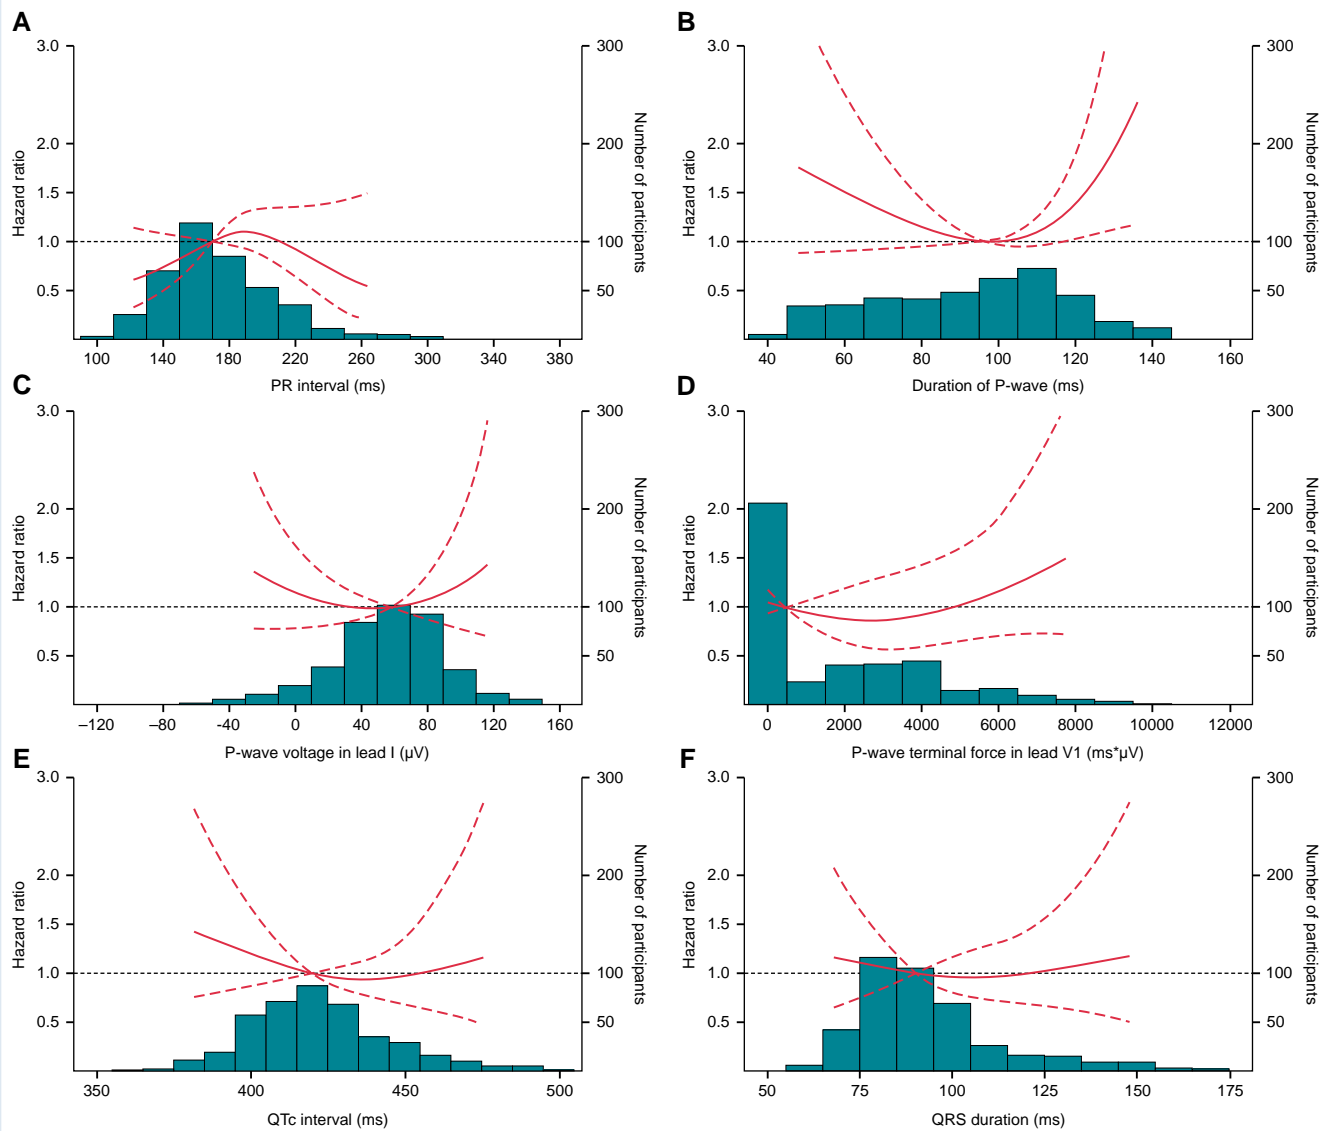 A
B
3.0
2.0
1.5
1.0
0.5
Hazard ratio
300
200
100
50
Number of participants
100 140 180 220 260 300 340 380
PR interval (ms)
3.0
2.0
1.5
1.0
0.5
Hazard ratio
300
200
100
50
Number of participants
40 60 80 100 120 140 160
Duration of P-wave (ms)
C
D
3.0
2.0
1.5
1.0
0.5
Hazard ratio
300
200
100
50
Number of participants
−120 −80 -40 0 40 80 120 160
P-wave voltage in lead I (µV)
3.0
2.0
1.5
1.0
0.5
Hazard ratio
300
200
100
50
Number of participants
0 2000 4000 6000 8000 10000 12000
P-wave terminal force in lead V1 (ms*µV)
E
F
3.0
2.0
1.5
1.0
0.5
Hazard ratio
300
200
100
50
Number of participants
350 400 450 500
QTc interval (ms)
3.0
2.0
1.5
1.0
0.5
Hazard ratio
300
200
100
50
Number of participants
50 75 100 125 150 175
QRS duration (ms)